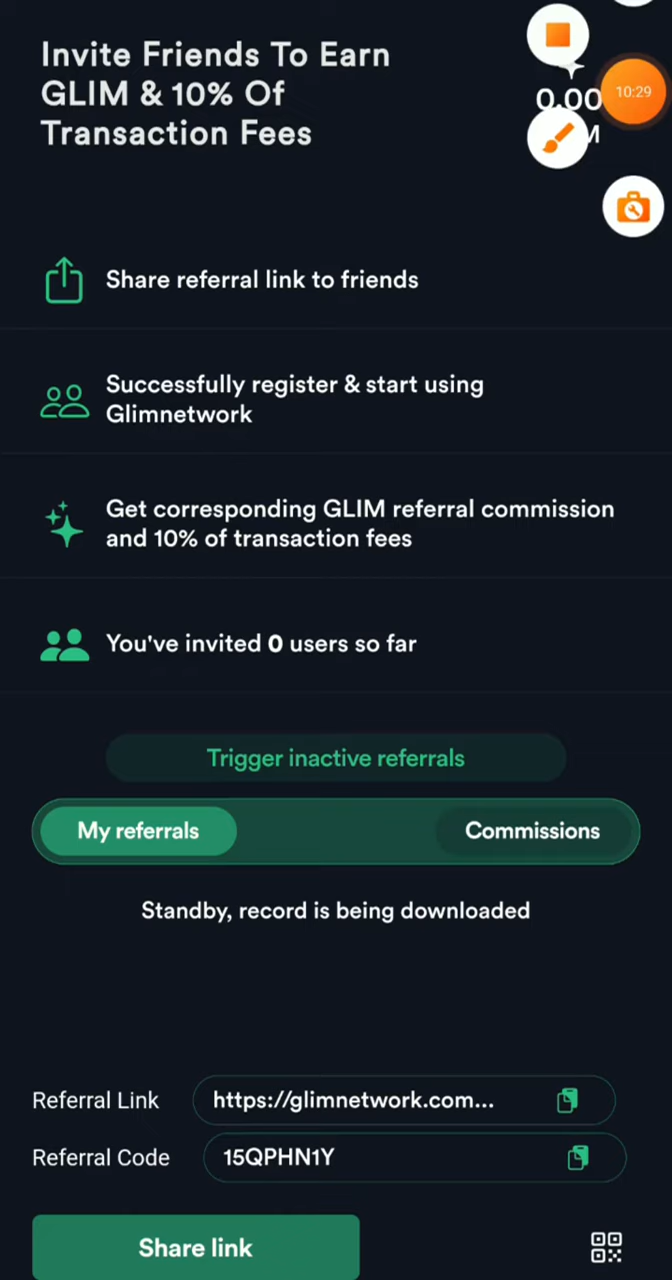 Invite Friends To Earn
GLIM & 10% Of
Transaction Fees
0.00
10:29
M
Share referral link to friends
Successfully register & start using
Glimnetwork
Get corresponding GLIM referral commission
and 10% of transaction fees
You've invited 0 users so far
Trigger inactive referrals
My referrals
Commissions
Standby, record is being downloaded
Referral Link
https://glimnetwork.com...
Referral Code
15QPHN1Y
Share link